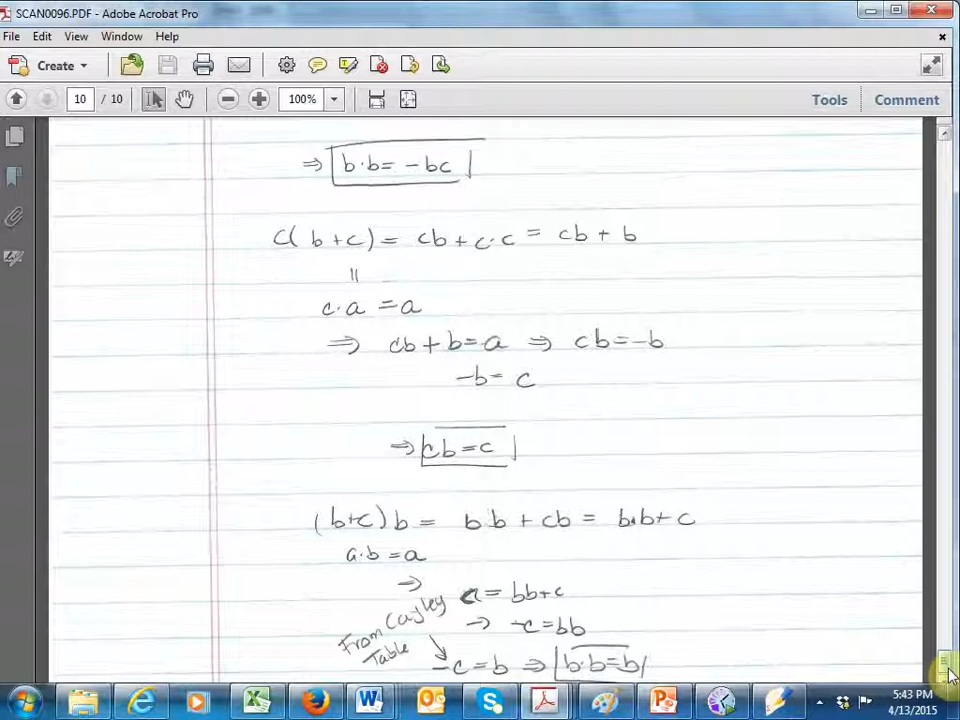 SCAN0096.PDF - Adobe Acrobat Pro
File Edit View Window Help
Create
10 / 10 100% Tools Comment
⇒ b·b= -bc
c(b+c) = cb + c·c = cb + b
=
c·a = a
⇒ cb + b = a ⇒ cb = -b
-b = c
⇒ cb = c
(b+c)b = bb + cb = b·b + c
a·b = a
⇒
a = bb+c
→ -c = bb
From Cayley
Table
-c = b ⇒ b·b = b
5:43 PM
4/13/2015